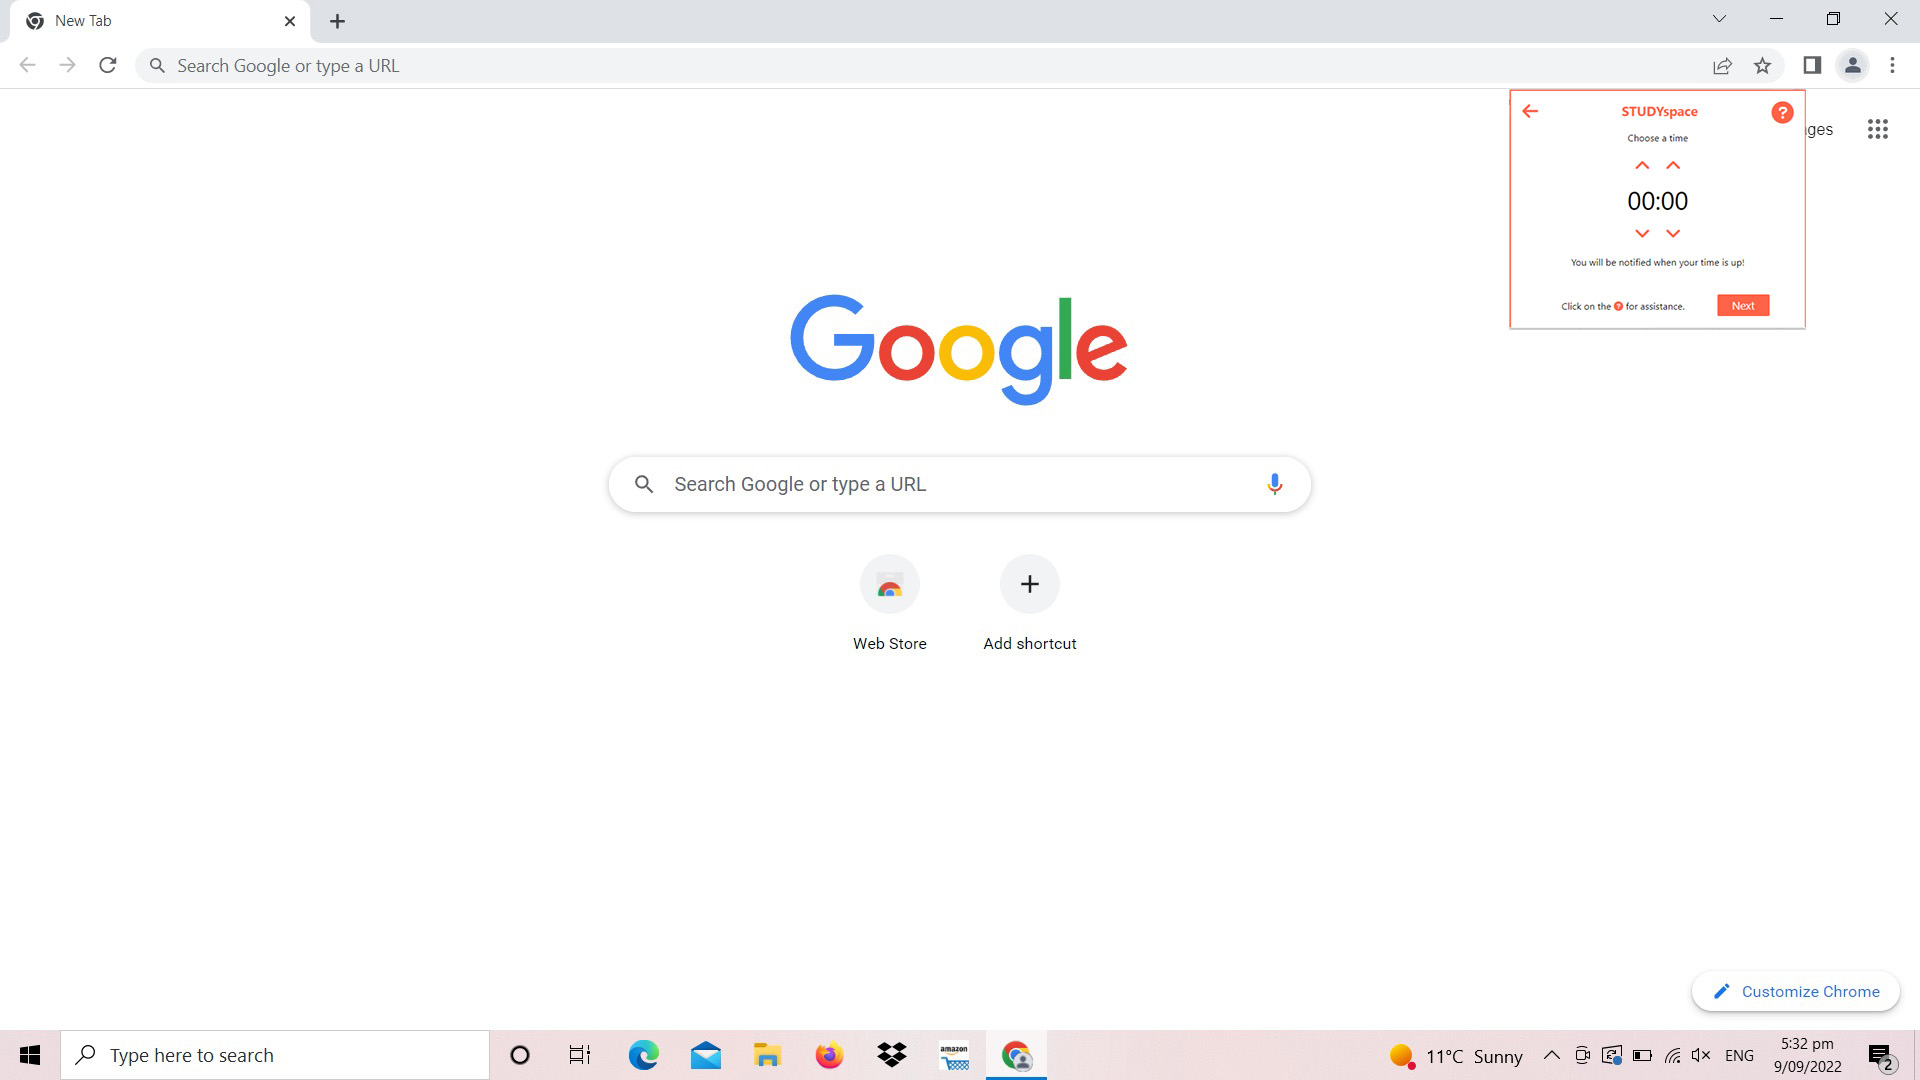 New Tab
Search Google or type a URL
STUDYspace
?
Choose a time
ges
00:00
You will be notified when your time is up!
Click on the ? for assistance.
Next
Google
Search Google or type a URL
Web Store
Add shortcut
Customize Chrome
Type here to search
amazon
11°C Sunny
ENG
5:32 pm
9/09/2022
2